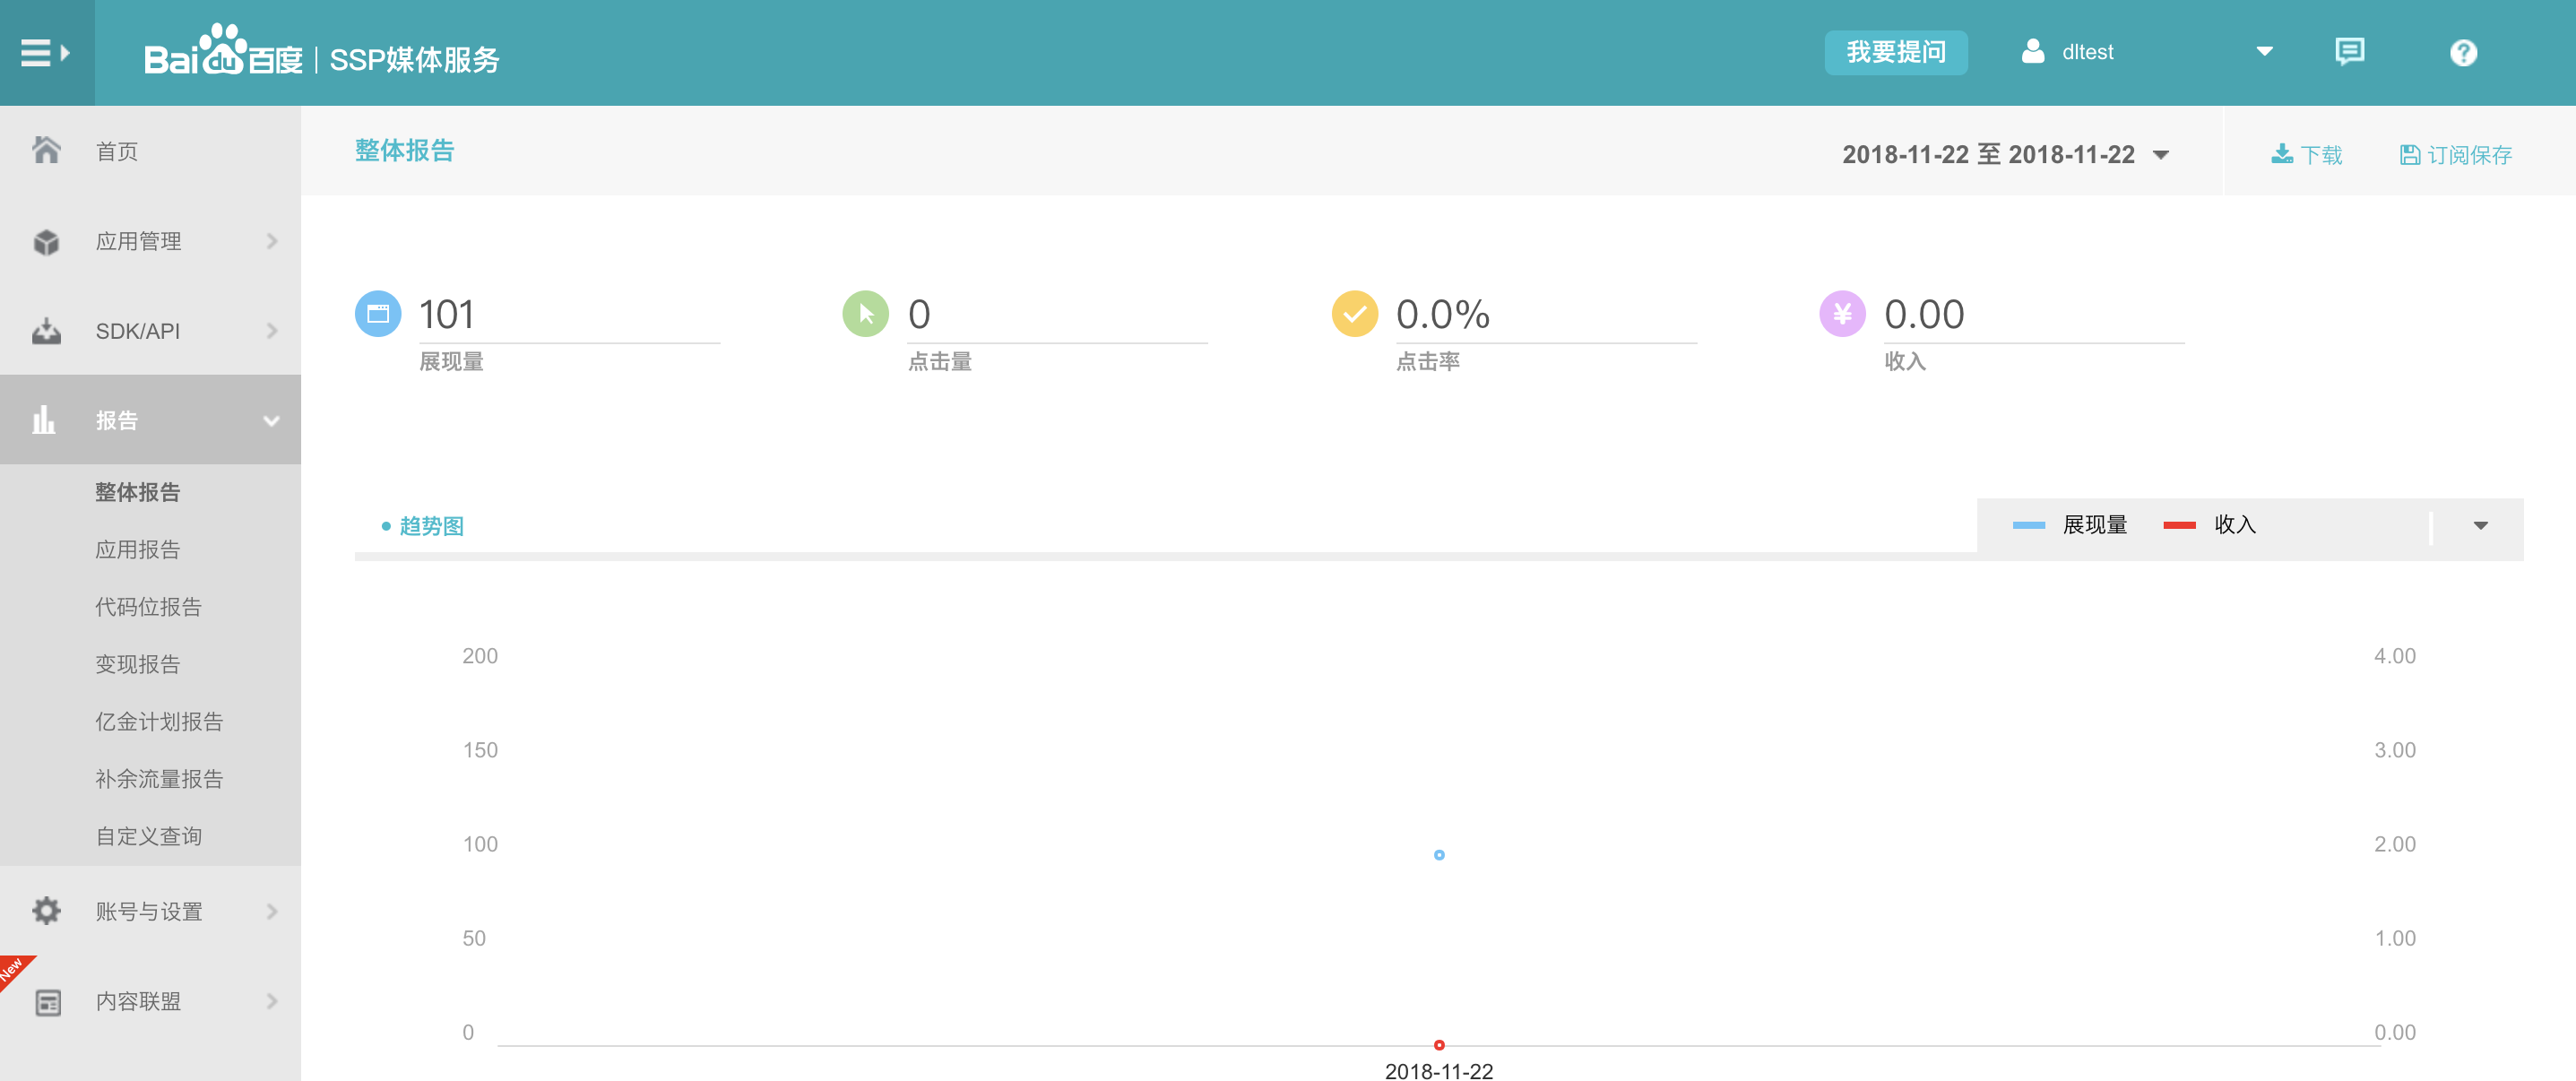 Baidu百度 | SSP媒体服务
我要提问
dltest
首页
应用管理
SDK/API
报告
整体报告
应用报告
代码位报告
变现报告
亿金计划报告
补余流量报告
自定义查询
账号与设置
New
内容联盟
整体报告
2018-11-22 至 2018-11-22
下载
订阅保存
101
展现量
0
点击量
0.0%
点击率
¥
0.00
收入
趋势图
展现量
收入
200
150
100
50
0
4.00
3.00
2.00
1.00
0.00
2018-11-22